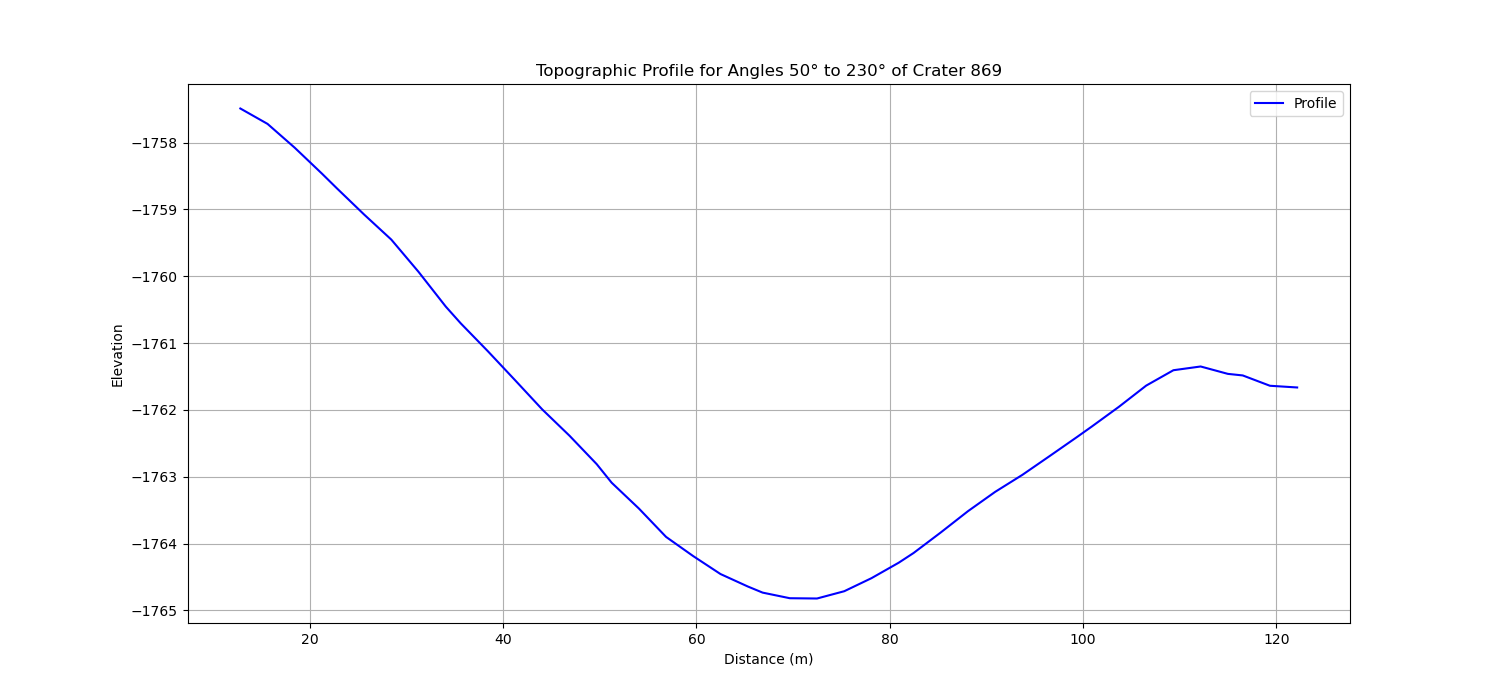 Topographic Profile for Angles 50° to 230° of Crater 869
Profile
Elevation
−1758
−1759
−1760
−1761
−1762
−1763
−1764
−1765
20 40 60 80 100 120
Distance (m)